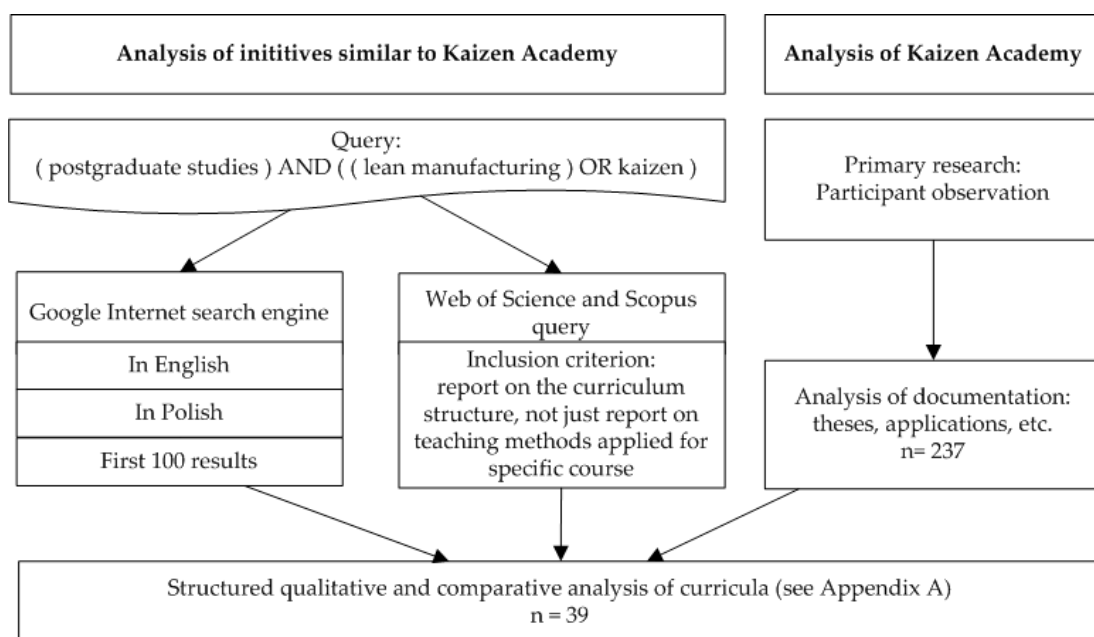 Analysis of inititives similar to Kaizen Academy
Analysis of Kaizen Academy
Query:
( postgraduate studies ) AND ( ( lean manufacturing ) OR kaizen )
Primary research:
Participant observation
Google Internet search engine
In English
In Polish
First 100 results
Web of Science and Scopus
query
Inclusion criterion:
report on the curriculum
structure, not just report on
teaching methods applied for
specific course
Analysis of documentation:
theses, applications, etc.
n= 237
Structured qualitative and comparative analysis of curricula (see Appendix A)
n = 39